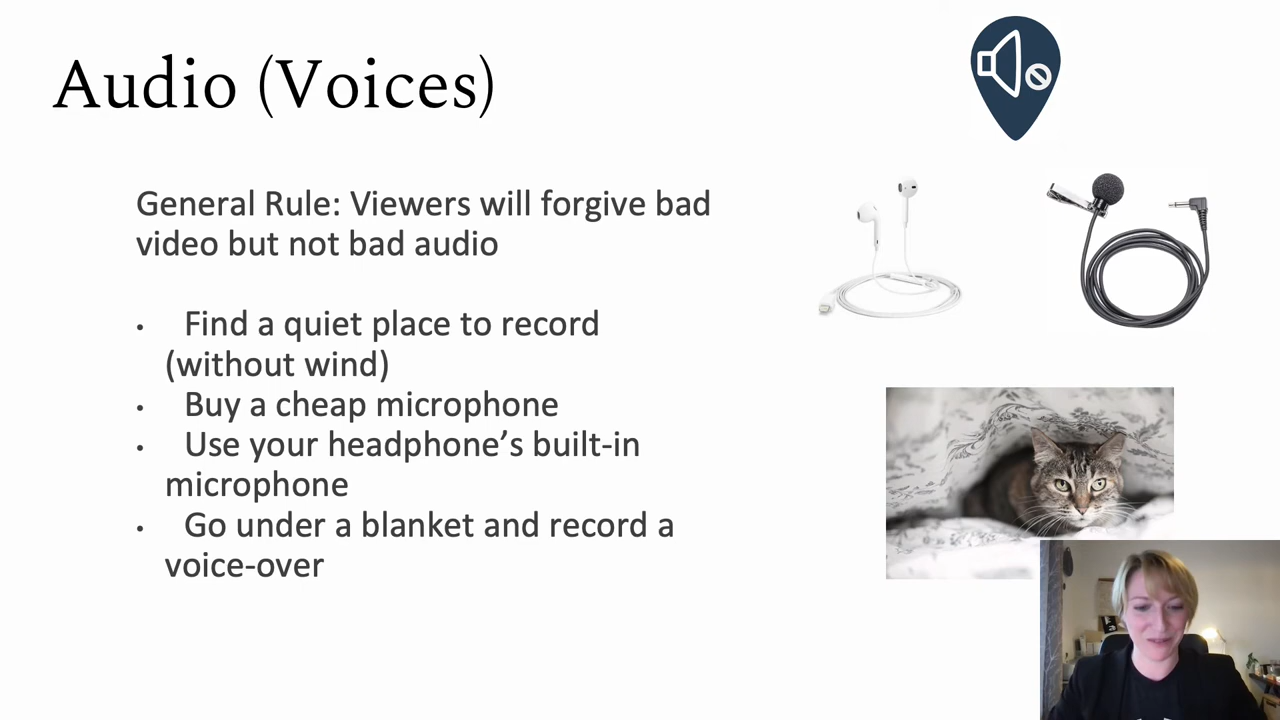 Audio (Voices)
General Rule: Viewers will forgive bad
video but not bad audio
• Find a quiet place to record
(without wind)
• Buy a cheap microphone
• Use your headphone’s built-in
microphone
• Go under a blanket and record a
voice-over